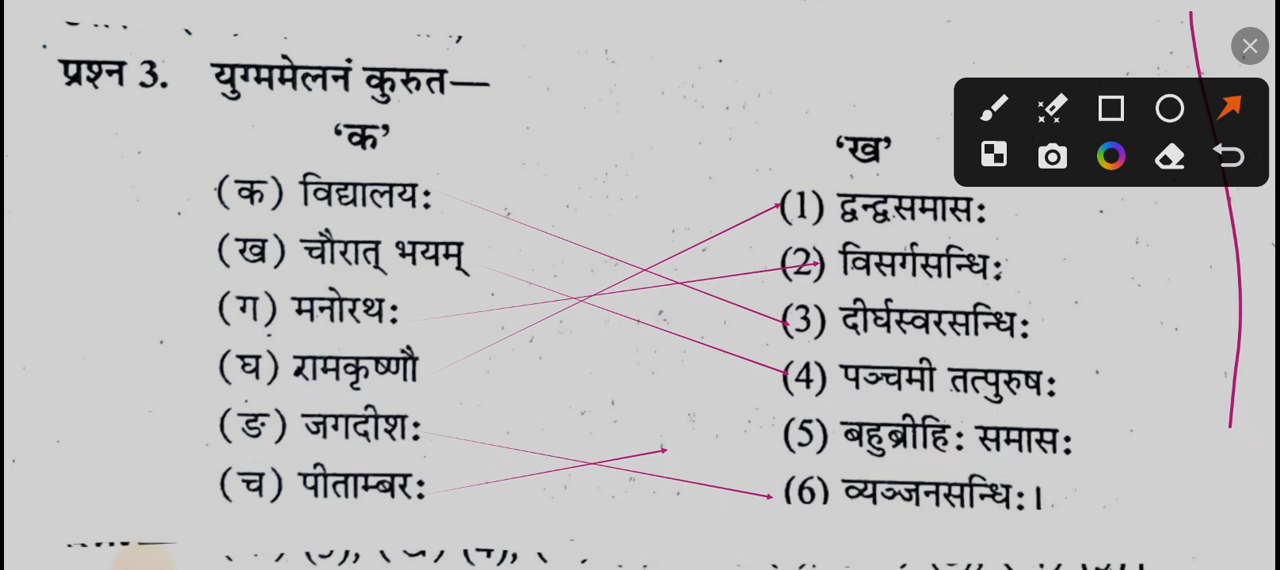 प्रश्न 3. युग्ममेलनं कुरुत—
‘क’ ‘ख’
(क) विद्यालयः (1) द्वन्द्वसमासः
(ख) चौरात् भयम् (2) विसर्गसन्धिः
(ग) मनोरथः (3) दीर्घस्वरसन्धिः
(घ) रामकृष्णौ (4) पञ्चमी तत्पुरुषः
(ङ) जगदीशः (5) बहुब्रीहिः समासः
(च) पीताम्बरः (6) व्यञ्जनसन्धिः।